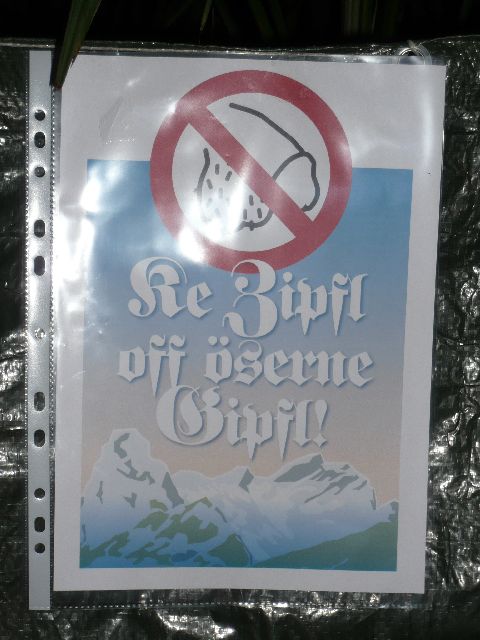 Ke Zipfl
off öserne
Gipfl!